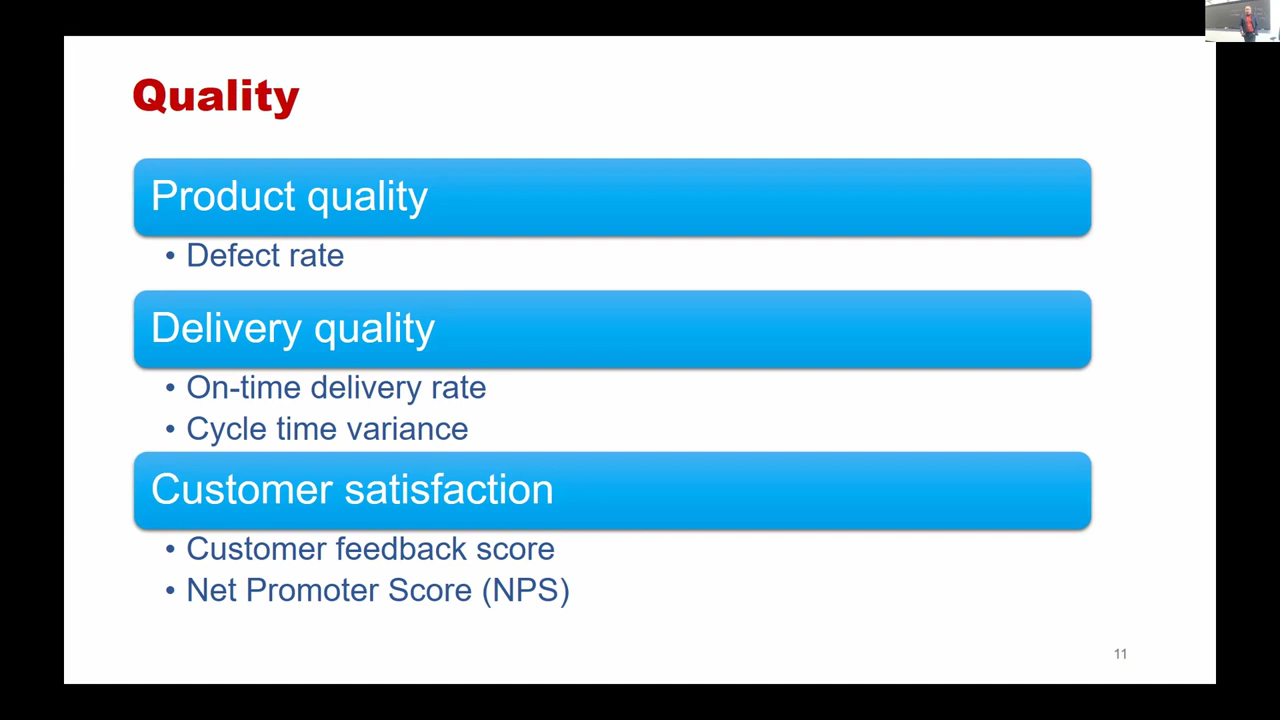 Quality
Product quality
• Defect rate
Delivery quality
• On-time delivery rate
• Cycle time variance
Customer satisfaction
• Customer feedback score
• Net Promoter Score (NPS)
11